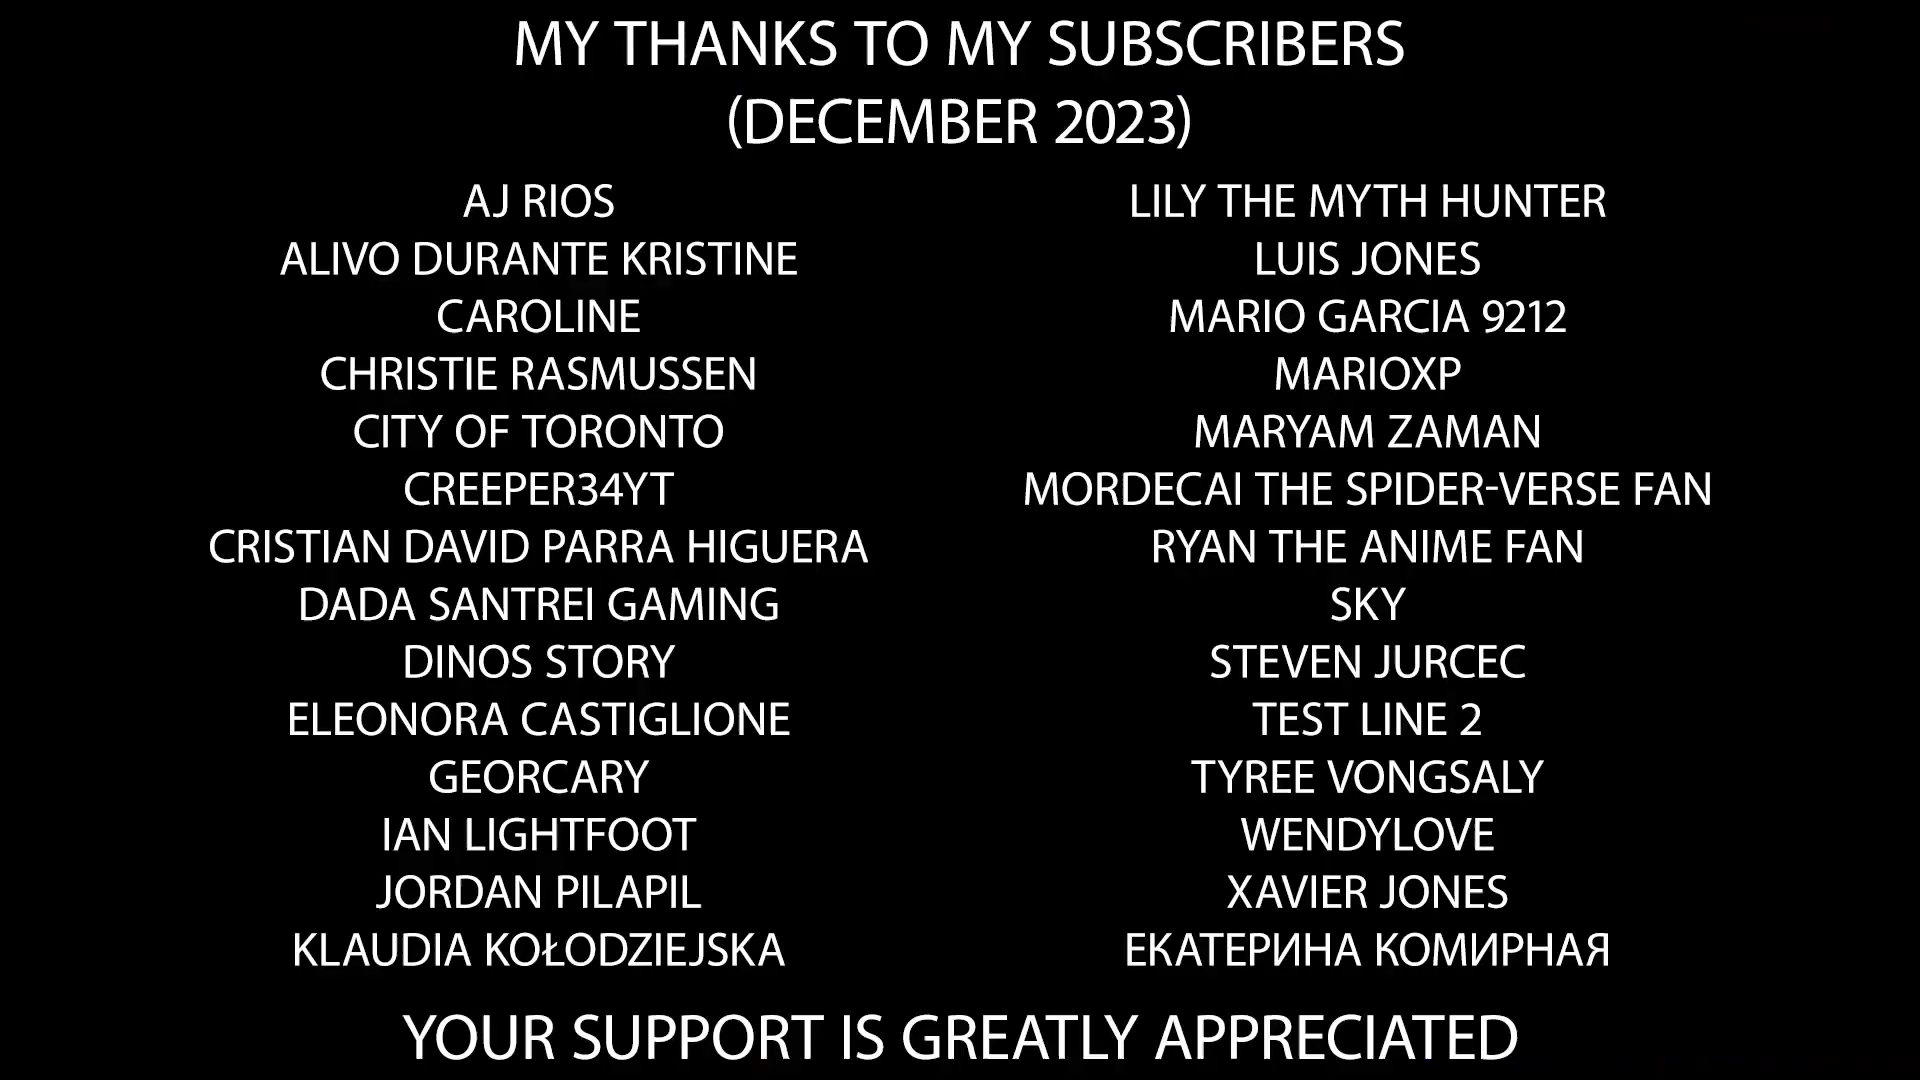 MY THANKS TO MY SUBSCRIBERS
(DECEMBER 2023)
AJ RIOS
ALIVO DURANTE KRISTINE
CAROLINE
CHRISTIE RASMUSSEN
CITY OF TORONTO
CREEPER34YT
CRISTIAN DAVID PARRA HIGUERA
DADA SANTREI GAMING
DINOS STORY
ELEONORA CASTIGLIONE
GEORCARY
IAN LIGHTFOOT
JORDAN PILAPIL
KLAUDIA KOŁODZIEJSKA
LILY THE MYTH HUNTER
LUIS JONES
MARIO GARCIA 9212
MARIOXP
MARYAM ZAMAN
MORDECAI THE SPIDER-VERSE FAN
RYAN THE ANIME FAN
SKY
STEVEN JURCEC
TEST LINE 2
TYREE VONGSALY
WENDYLOVE
XAVIER JONES
ЕКАТЕРИНА КОМИРНАЯ
YOUR SUPPORT IS GREATLY APPRECIATED